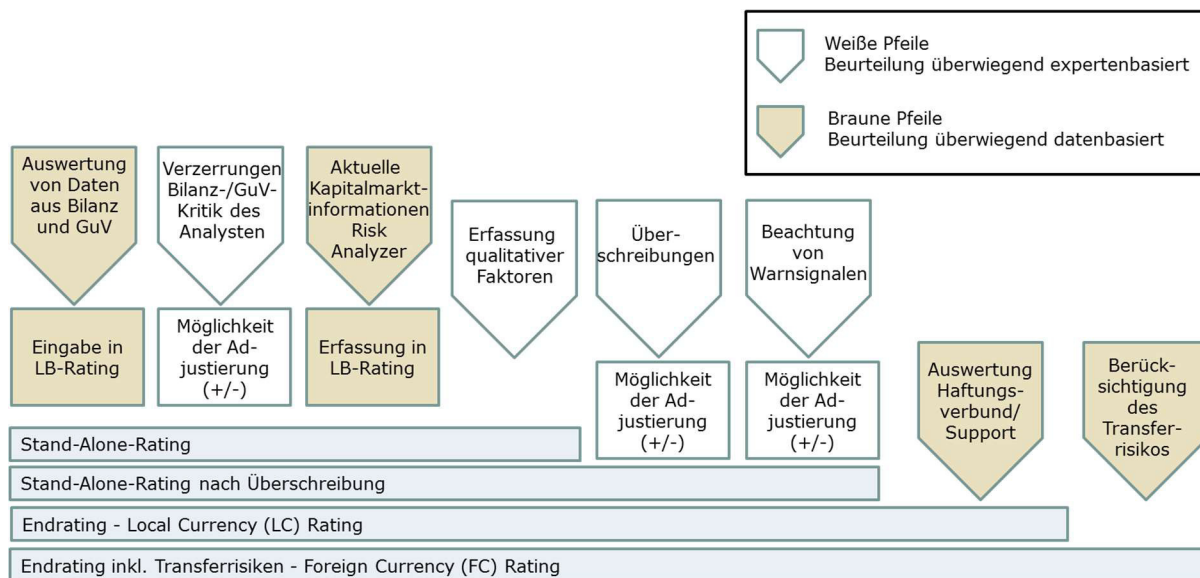 Weiße Pfeile
Beurteilung überwiegend expertenbasiert
Braune Pfeile
Beurteilung überwiegend datenbasiert
Auswertung
von Daten
aus Bilanz
und GuV
Verzerrungen
Bilanz-/GuV-
Kritik des
Analysten
Aktuelle
Kapitalmarkt-
informationen
Risk
Analyzer
Erfassung
qualitativer
Faktoren
Über-
schreibungen
Beachtung
von
Warnsignalen
Eingabe in
LB-Rating
Möglichkeit
der Ad-
justierung
(+/-)
Erfassung in
LB-Rating
Möglichkeit
der Ad-
justierung
(+/-)
Möglichkeit
der Ad-
justierung
(+/-)
Auswertung
Haftungs-
verbund/
Support
Berück-
sichtigung
des
Transfer-
risikos
Stand-Alone-Rating
Stand-Alone-Rating nach Überschreibung
Endrating - Local Currency (LC) Rating
Endrating inkl. Transferrisiken - Foreign Currency (FC) Rating